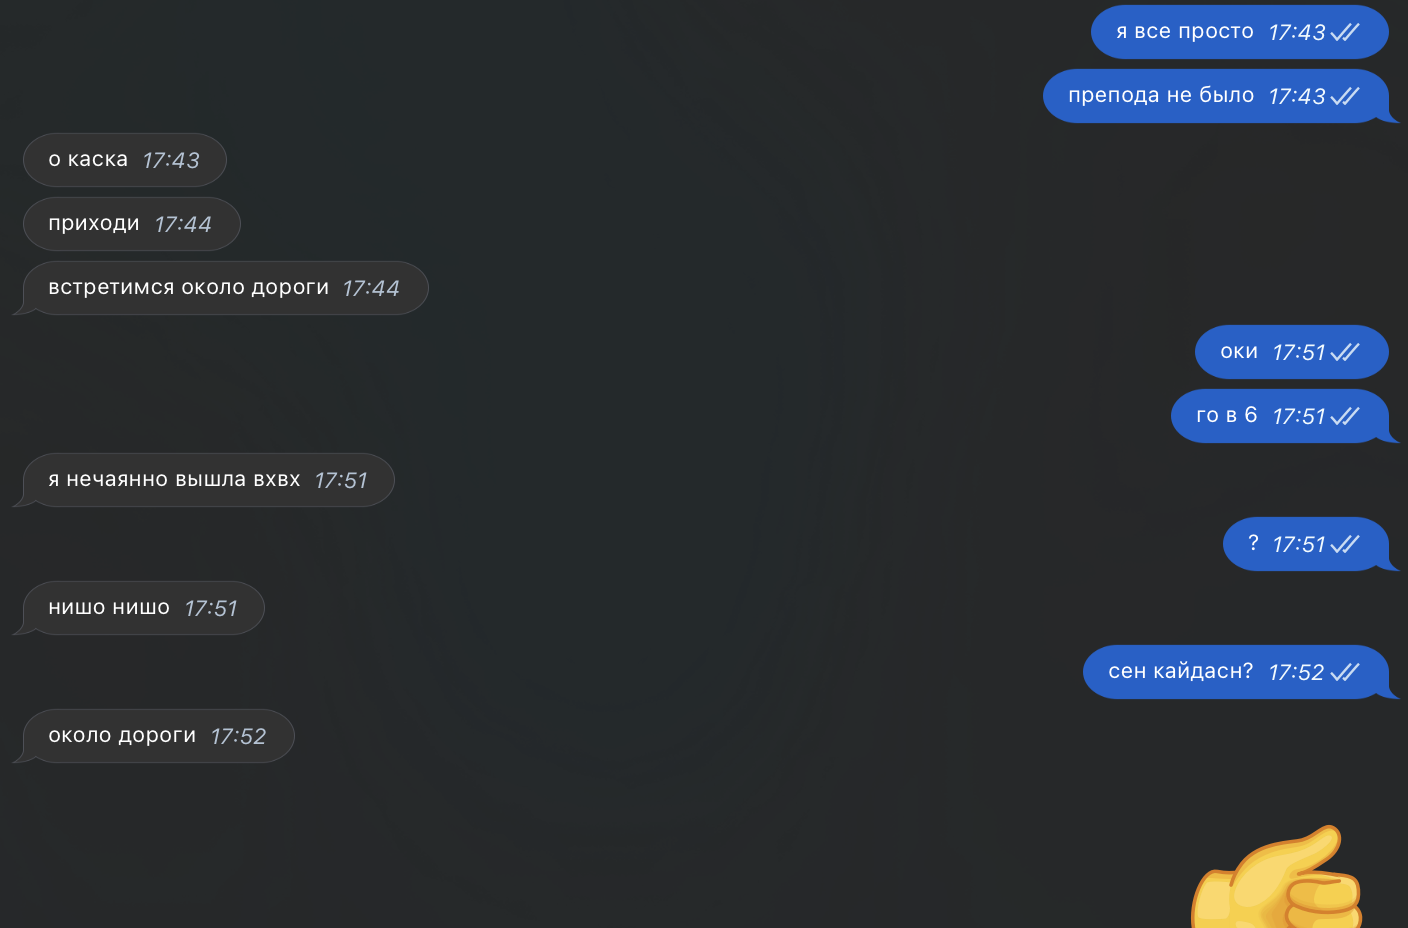 я все просто 17:43
препода не было 17:43
о каска 17:43
приходи 17:44
встретимся около дороги 17:44
оки 17:51
го в 6 17:51
я нечаянно вышла вхвх 17:51
? 17:51
нишо нишо 17:51
сен кайдасн? 17:52
около дороги 17:52